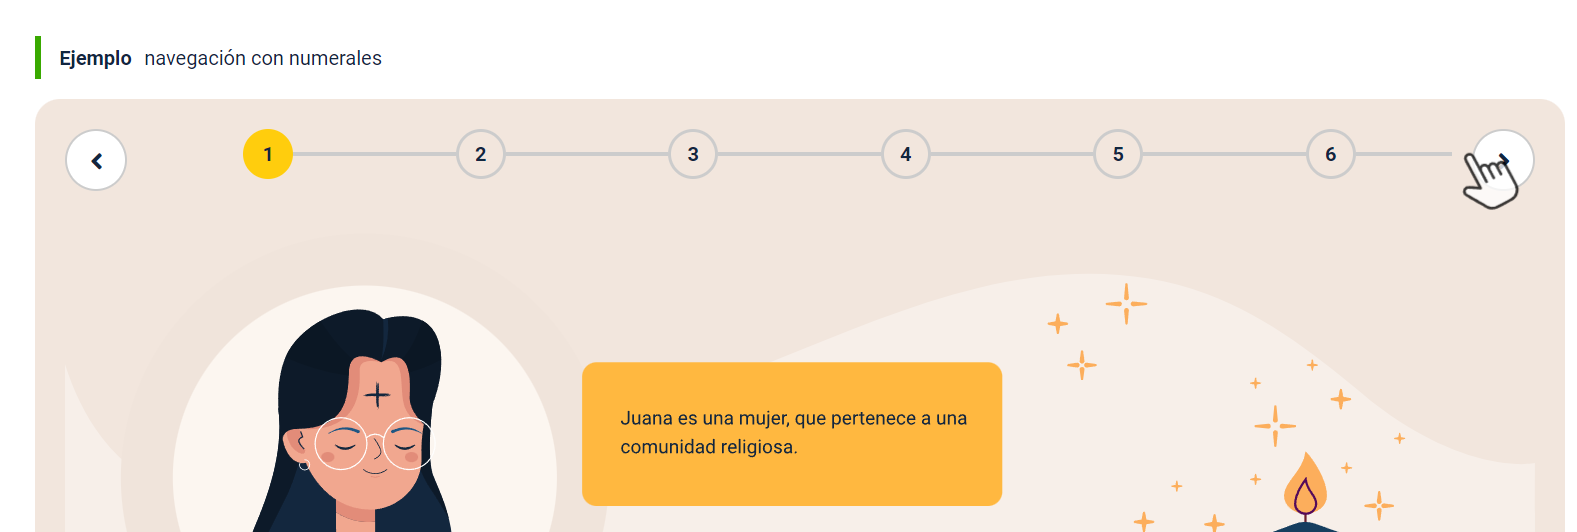 Ejemplo navegación con numerales
1 2 3 4 5 6
Juana es una mujer, que pertenece a una
comunidad religiosa.